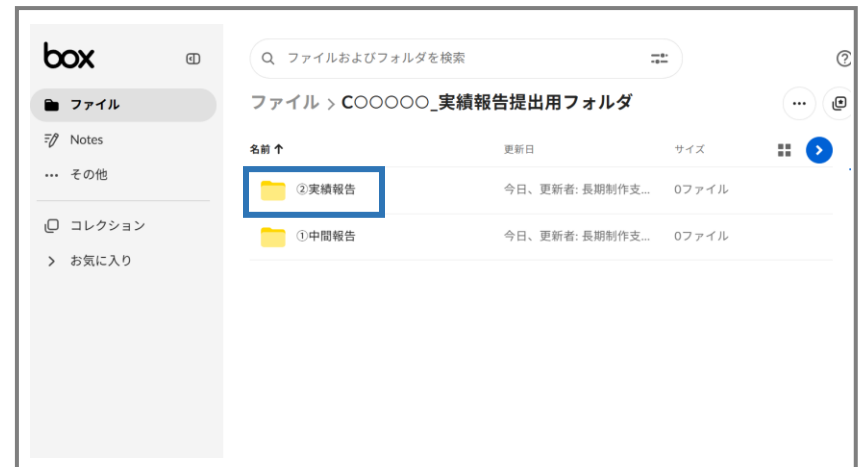 box
ファイル
Notes
その他
コレクション
お気に入り
ファイルおよびフォルダを検索
ファイル > C○○○○○_実績報告提出用フォルダ
名前↑ 更新日 サイズ
②実績報告 今日、更新者: 長期制作支... 0ファイル
①中間報告 今日、更新者: 長期制作支... 0ファイル